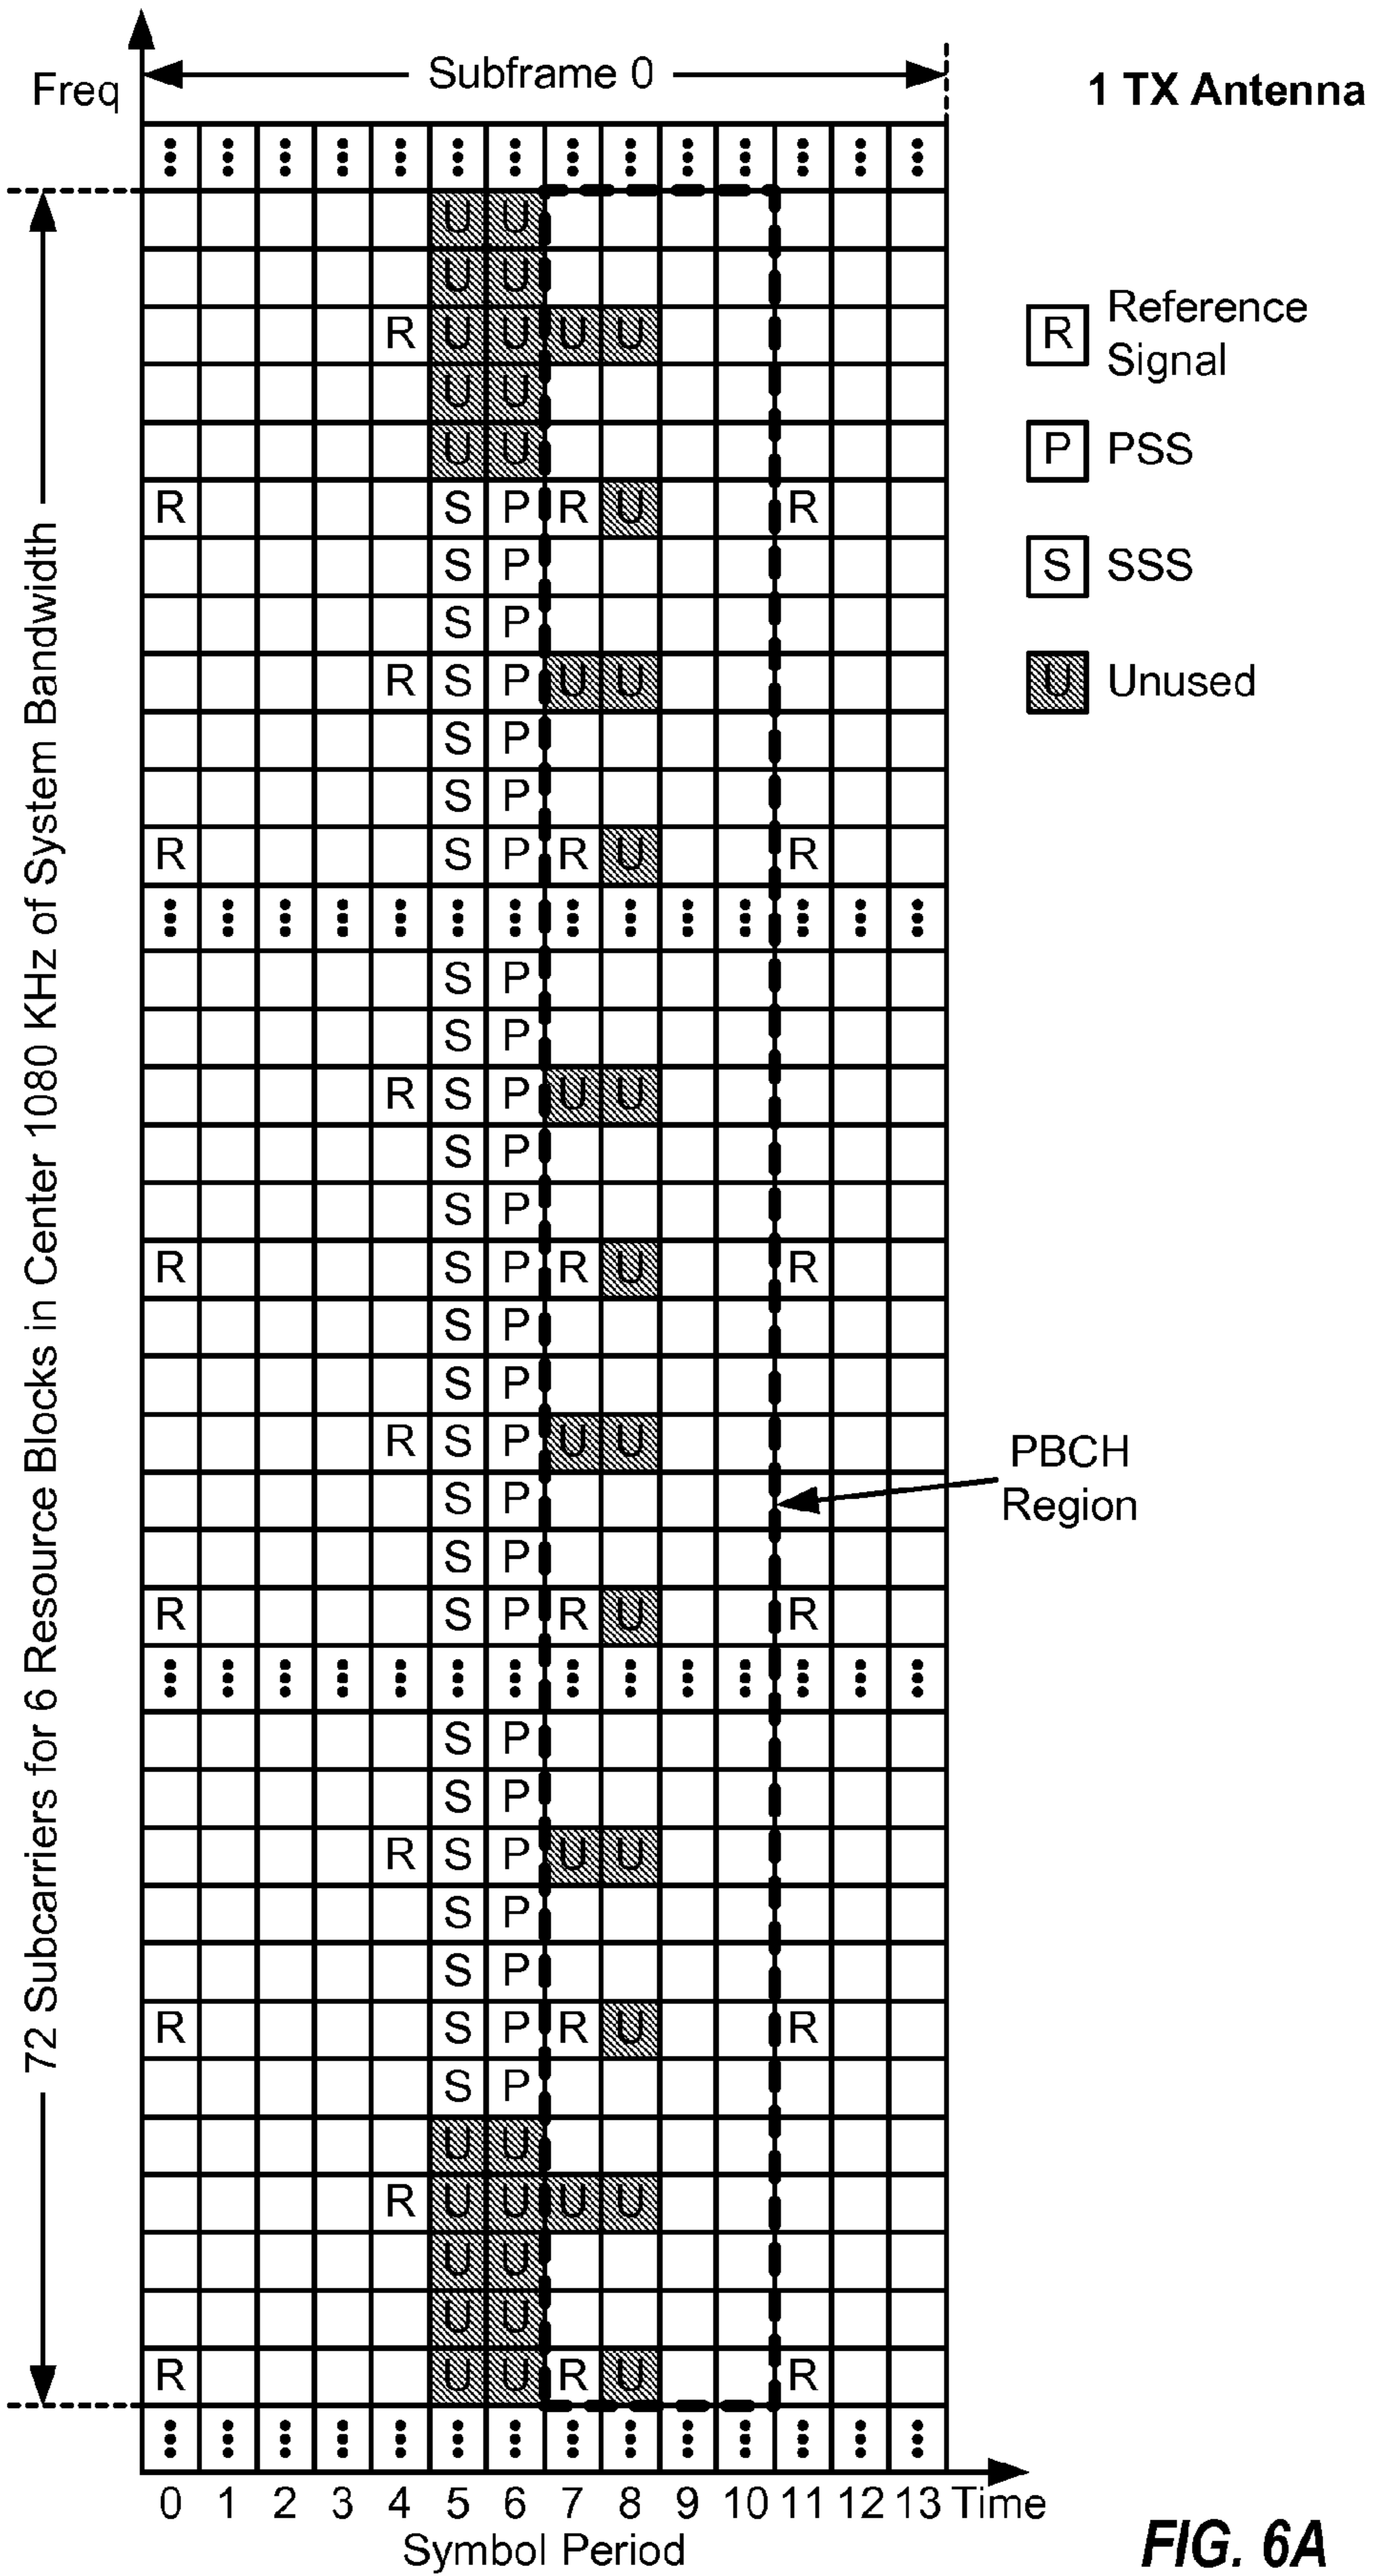 Freq
Subframe 0
1 TX Antenna
72 Subcarriers for 6 Resource Blocks in Center 1080 KHz of System Bandwidth
U U
U U
R U U U U
U U
U U
R S P R U R
S P
S P
R S P U U
S P
S P
R S P R U R
S P
S P
R S P U U
S P
S P
R S P R U R
S P
S P
R S P U U
S P
S P
R S P R U R
S P
S P
R S P U U
S P
S P
R S P R U R
S P
U U
R U U U U
U U
U U
R U U R U R
R Reference
Signal
P PSS
S SSS
U Unused
PBCH
Region
0 1 2 3 4 5 6 7 8 9 10 11 12 13 Time
Symbol Period
FIG. 6A